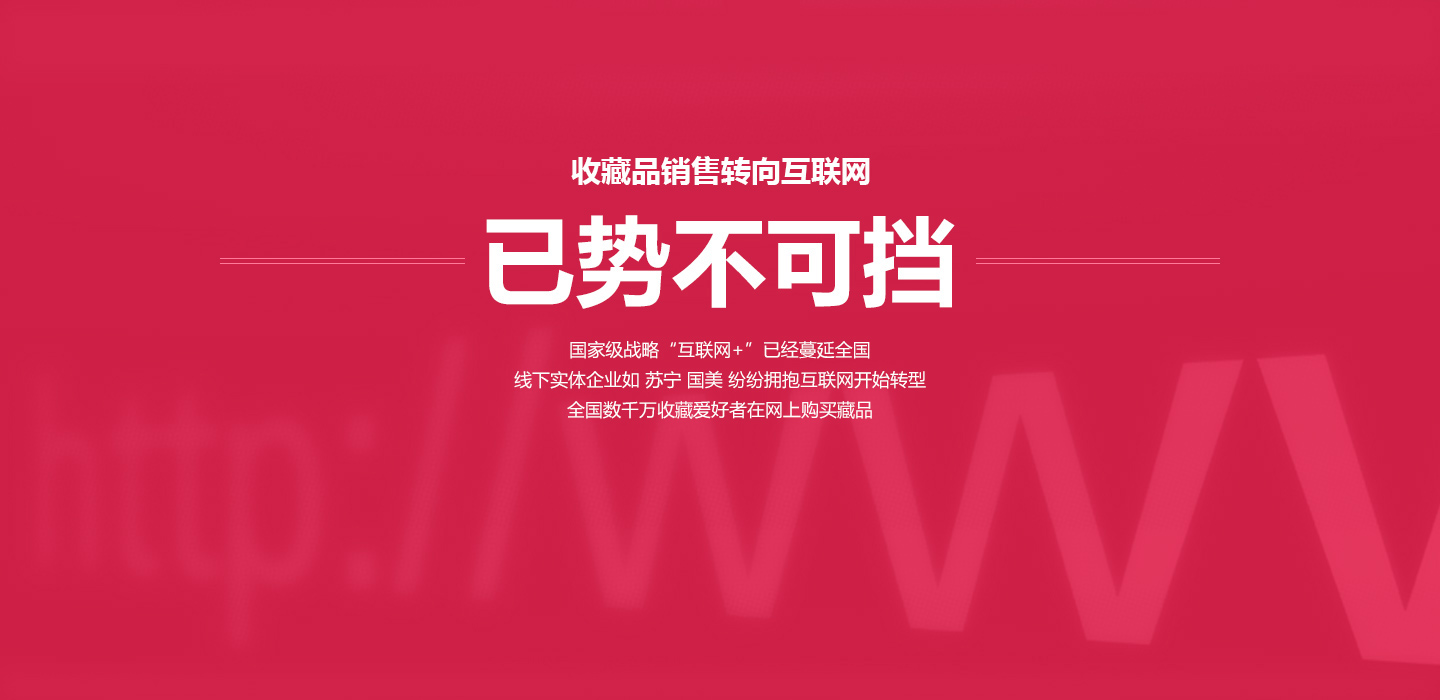 收藏品销售转向互联网
已势不可挡
国家级战略“互联网+”已经蔓延全国
线下实体企业如 苏宁 国美 纷纷拥抱互联网开始转型
全国数千万收藏爱好者在网上购买藏品
http://www